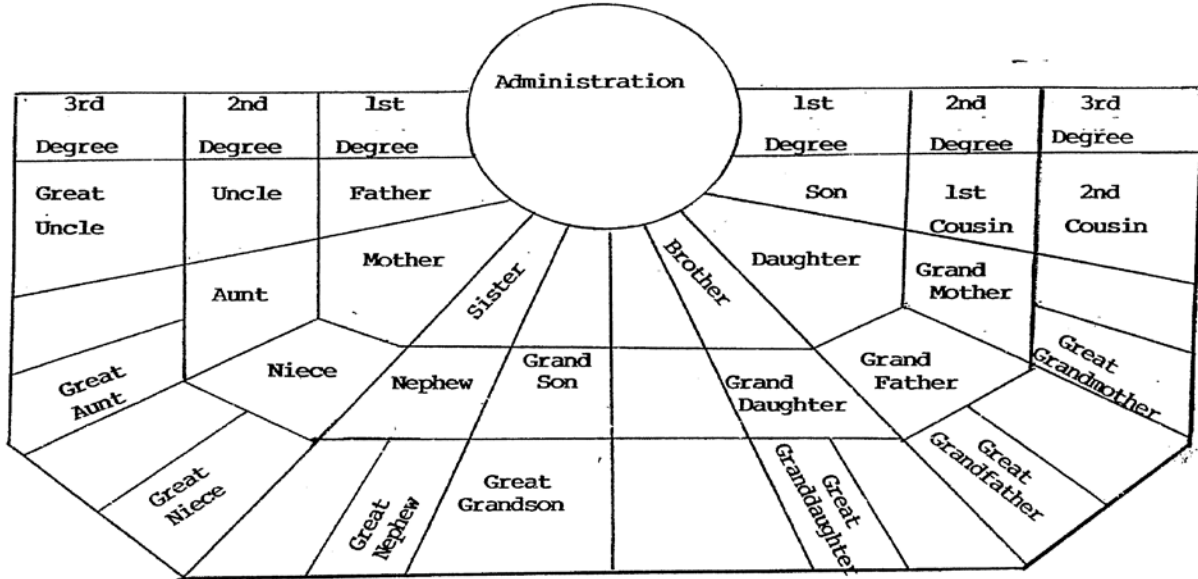 Administration
3rd
Degree
2nd
Degree
1st
Degree
1st
Degree
2nd
Degree
3rd
Degree
Great
Uncle
Uncle
Father
Son
1st
Cousin
2nd
Cousin
Mother
Aunt
Sister
Brother
Daughter
Grand
Mother
Great
Aunt
Niece
Nephew
Grand
Son
Grand
Daughter
Grand
Father
Great
Grandmother
Great
Niece
Great
Nephew
Great
Grandson
Great
Granddaughter
Great
Grandfather